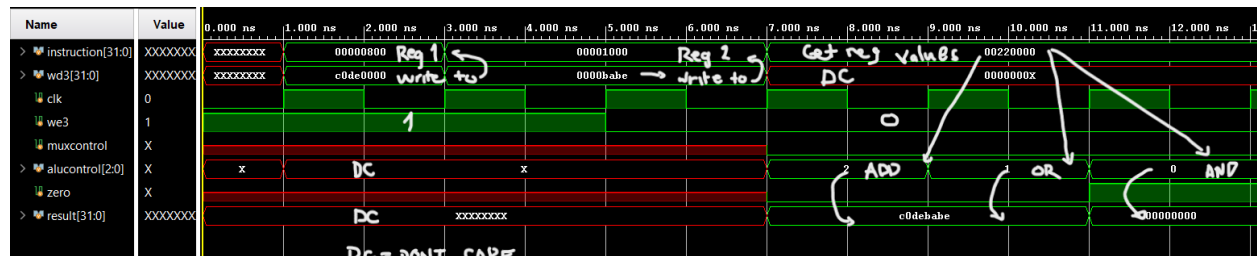 Name Value 0.000 ns 1.000 ns 2.000 ns 3.000 ns 4.000 ns 5.000 ns 6.000 ns 7.000 ns 8.000 ns 9.000 ns 10.000 ns 11.000 ns 12.000 ns
instruction[31:0] XXXXXXX XXXXXXXX 00000800 Reg 1 00001000 Reg 2 Get reg values 00220000
wd3[31:0] XXXXXXX XXXXXXXX c0de0000 write to 0000babe write to DC 0000000X
clk 0
we3 1 1 0
muxcontrol X
alucontrol[2:0] X X DC X 2 ADD 1 OR 0 AND
zero X
result[31:0] XXXXXXX DC XXXXXXXX c0debabe 00000000
DC = DONT CARE